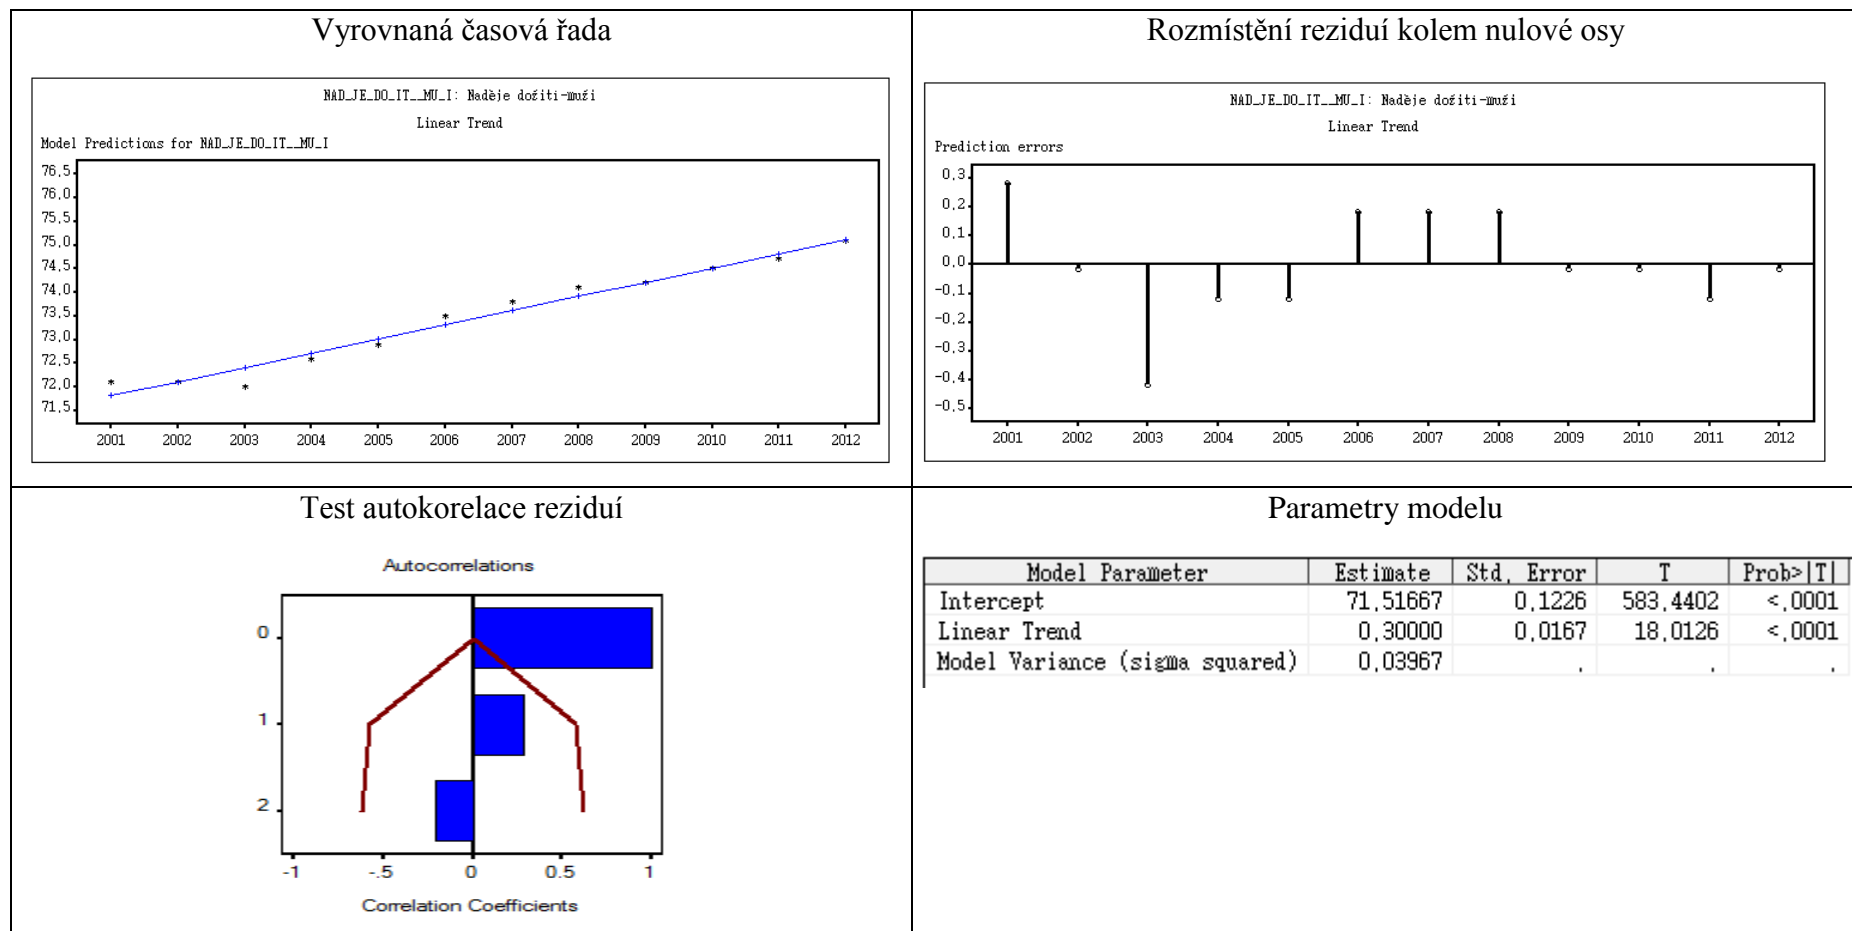 Vyrovnaná časová řada
NAD_JE_DO_IT__MU_I: Naděje dožití-muži
Linear Trend
Model Predictions for NAD_JE_DO_IT__MU_I
76,5
76,0
75,5
75,0
74,5
74,0
73,5
73,0
72,5
72,0
71,5
2001 2002 2003 2004 2005 2006 2007 2008 2009 2010 2011 2012
Rozmístění reziduí kolem nulové osy
NAD_JE_DO_IT__MU_I: Naděje dožití-muži
Linear Trend
Prediction errors
0,3
0,2
0,1
0,0
-0,1
-0,2
-0,3
-0,4
-0,5
2001 2002 2003 2004 2005 2006 2007 2008 2009 2010 2011 2012
Test autokorelace reziduí
Autocorrelations
0
1
2
-1 -.5 0 0.5 1
Correlation Coefficients
Parametry modelu
Model Parameter Estimate Std, Error T Prob>|T|
Intercept 71,51667 0,1226 583,4402 <,0001
Linear Trend 0,30000 0,0167 18,0126 <,0001
Model Variance (sigma squared) 0,03967 , , ,